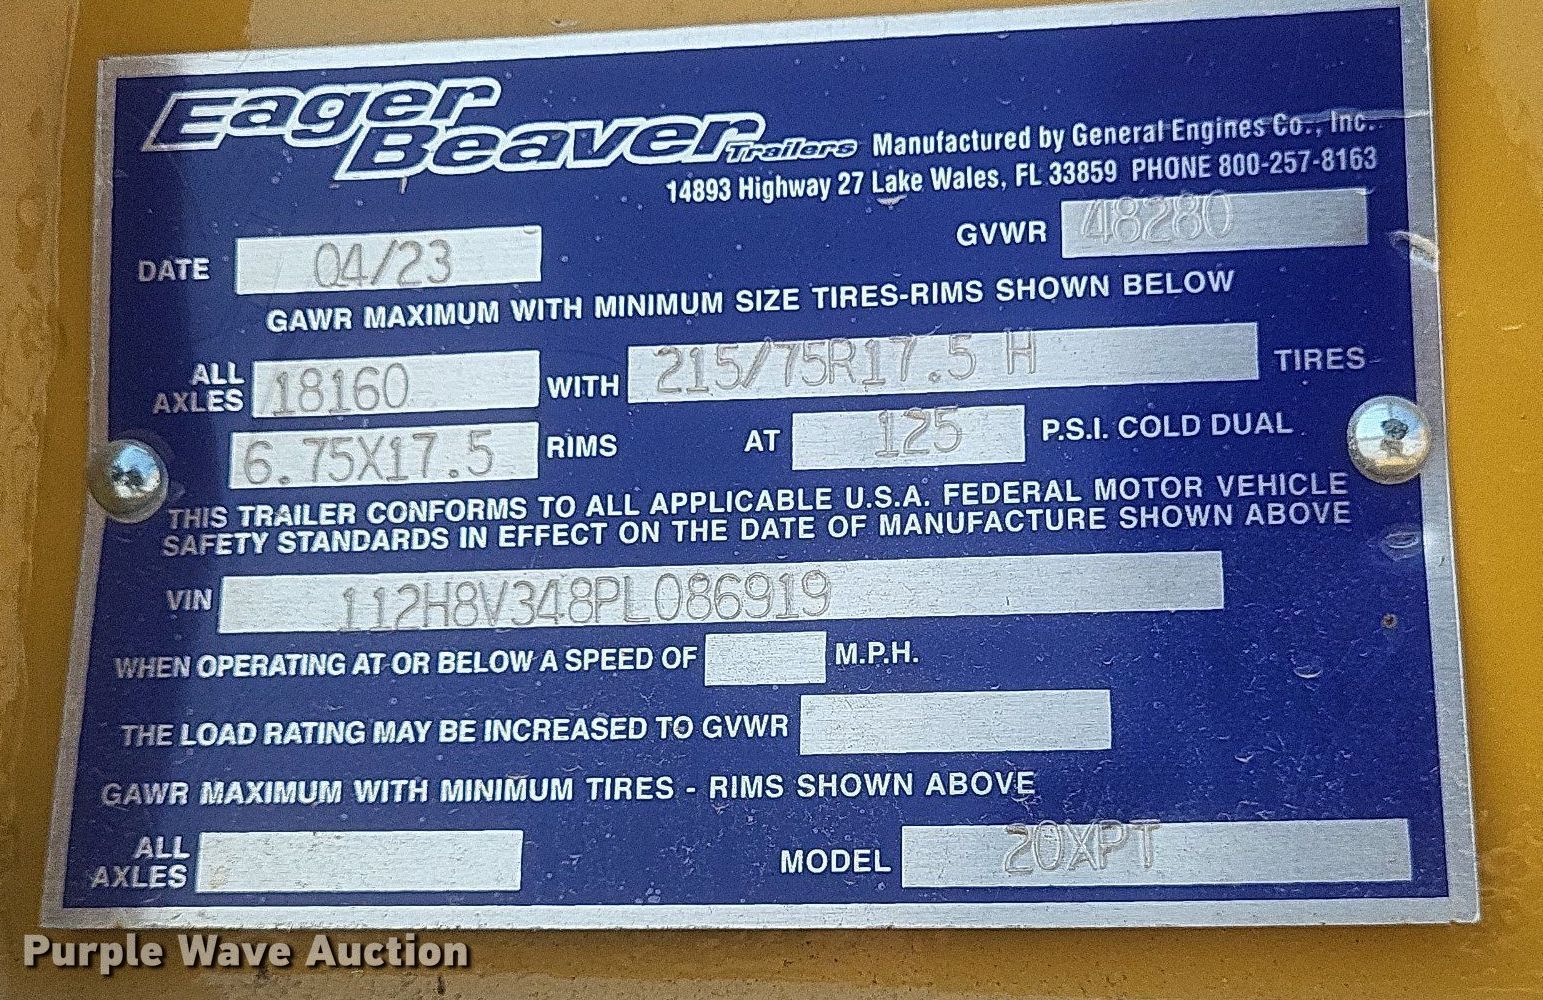 Eager
Beaver Trailers Manufactured by General Engines Co., Inc.
14893 Highway 27 Lake Wales, FL 33859 PHONE 800-257-8163
DATE 04/23 GVWR 48280
GAWR MAXIMUM WITH MINIMUM SIZE TIRES-RIMS SHOWN BELOW
ALL AXLES 18160 WITH 215/75R17.5 H TIRES
6.75X17.5 RIMS AT 125 P.S.I. COLD DUAL
THIS TRAILER CONFORMS TO ALL APPLICABLE U.S.A. FEDERAL MOTOR VEHICLE
SAFETY STANDARDS IN EFFECT ON THE DATE OF MANUFACTURE SHOWN ABOVE
VIN 112H8V348PL086919
WHEN OPERATING AT OR BELOW A SPEED OF M.P.H.
THE LOAD RATING MAY BE INCREASED TO GVWR
GAWR MAXIMUM WITH MINIMUM TIRES - RIMS SHOWN ABOVE
ALL AXLES MODEL 20XPT
Purple Wave Auction